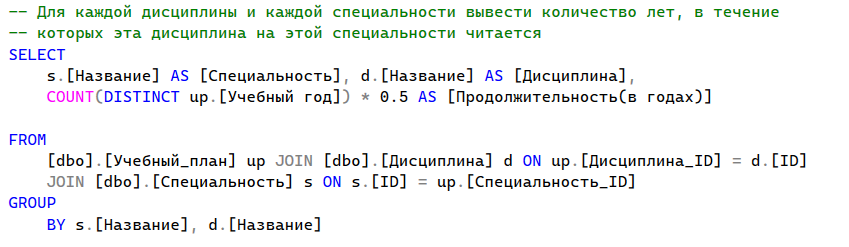 -- Для каждой дисциплины и каждой специальности вывести количество лет, в течение
-- которых эта дисциплина на этой специальности читается
SELECT
    s.[Название] AS [Специальность], d.[Название] AS [Дисциплина],
    COUNT(DISTINCT up.[Учебный год]) * 0.5 AS [Продолжительность(в годах)]

FROM
    [dbo].[Учебный_план] up JOIN [dbo].[Дисциплина] d ON up.[Дисциплина_ID] = d.[ID]
    JOIN [dbo].[Специальность] s ON s.[ID] = up.[Специальность_ID]
GROUP
    BY s.[Название], d.[Название]